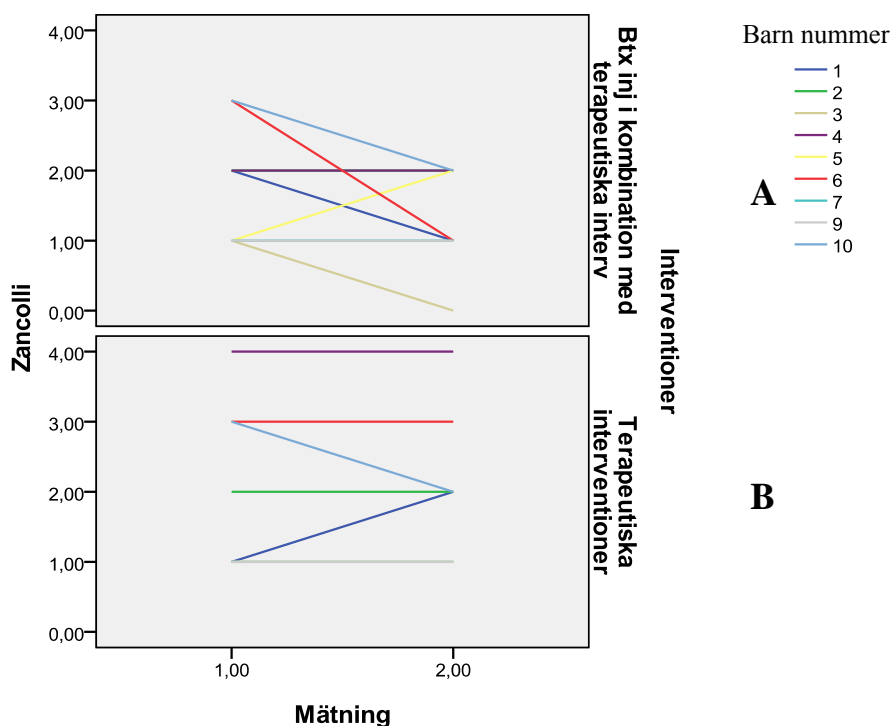 Zancolli
4,00
3,00
2,00
1,00
0,00
4,00
3,00
2,00
1,00
0,00
1,00
2,00
Mätning
Btx inj i kombination med
terapeutiska interv
Terapeutiska
interventioner
Interventioner
Barn nummer
1
2
3
4
5
6
7
9
10
A
B